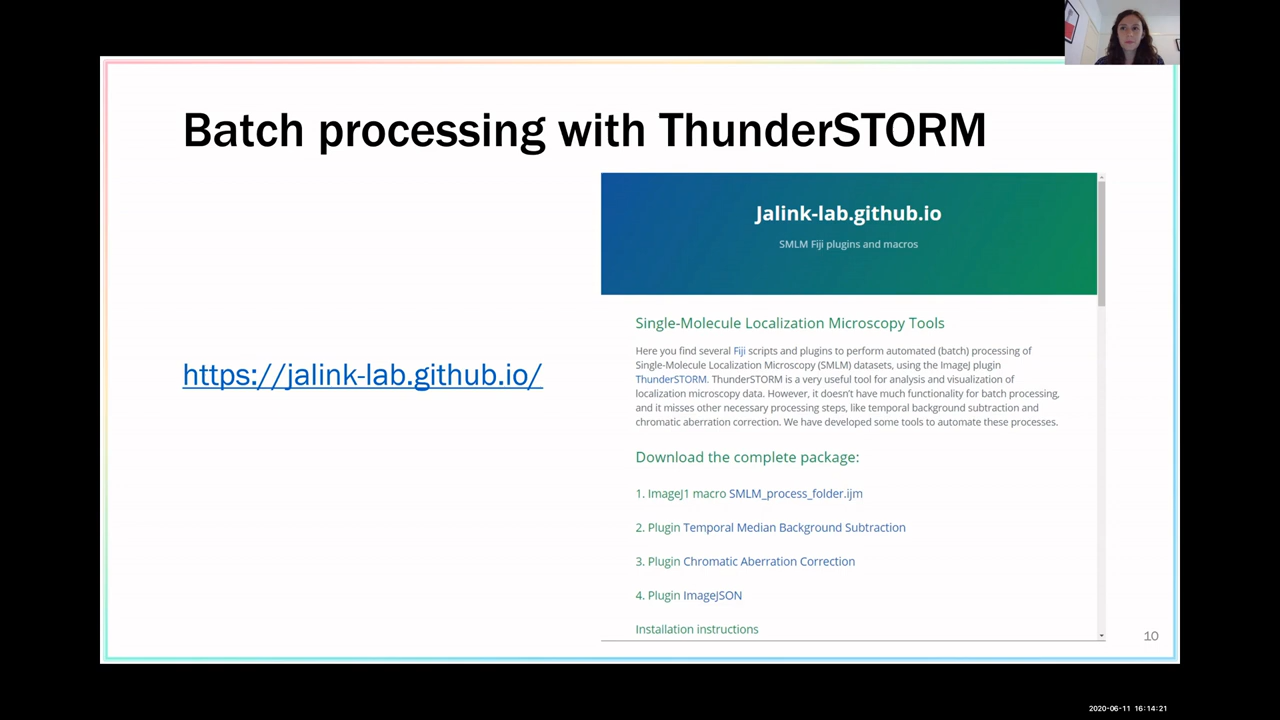 Batch processing with ThunderSTORM
https://jalink-lab.github.io/
Jalink-lab.github.io
SMLM Fiji plugins and macros
Single-Molecule Localization Microscopy Tools
Here you find several Fiji scripts and plugins to perform automated (batch) processing of
Single-Molecule Localization Microscopy (SMLM) datasets, using the ImageJ plugin
ThunderSTORM. ThunderSTORM is a very useful tool for analysis and visualization of
localization microscopy data. However, it doesn't have much functionality for batch processing,
and it misses other necessary processing steps, like temporal background subtraction and
chromatic aberration correction. We have developed some tools to automate these processes.
Download the complete package:
1. ImageJ1 macro SMLM_process_folder.ijm
2. Plugin Temporal Median Background Subtraction
3. Plugin Chromatic Aberration Correction
4. Plugin ImageJSON
Installation instructions
10
2020-06-11 16:14:21